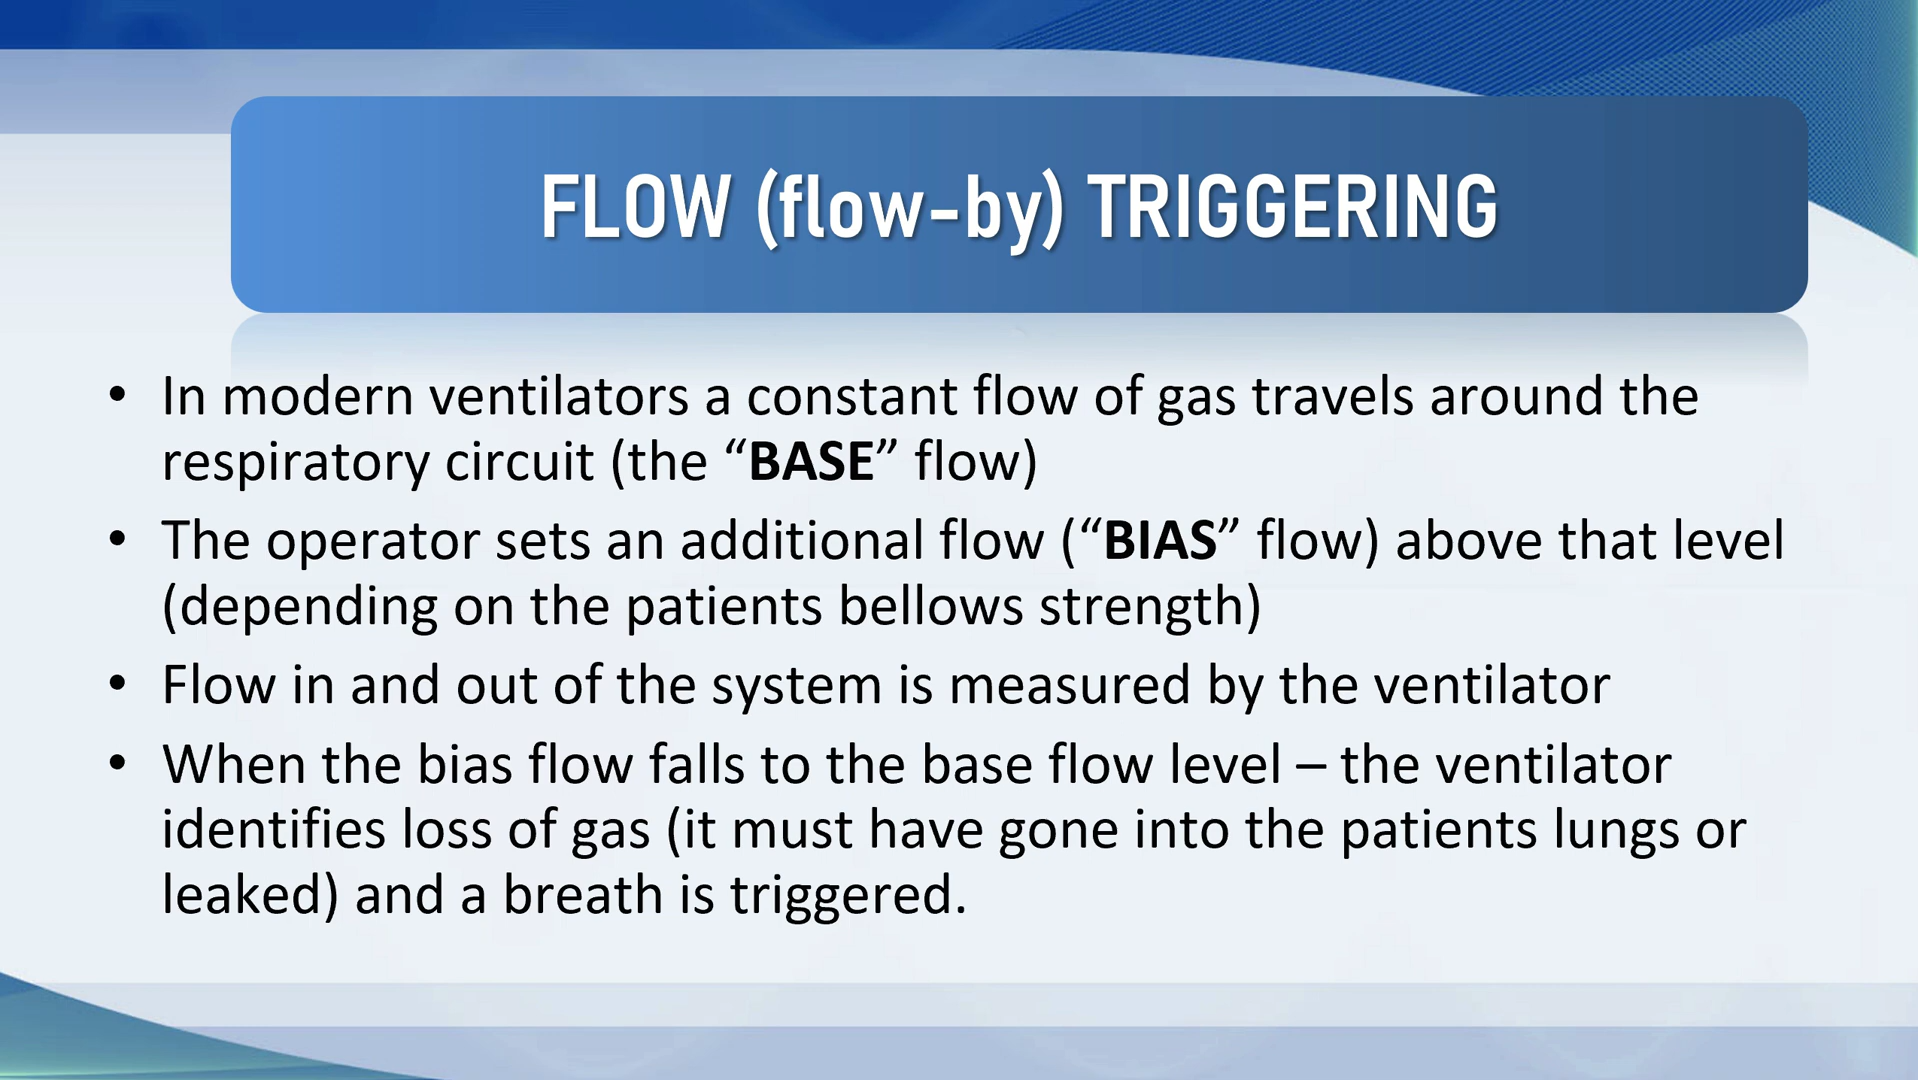 FLOW (flow-by) TRIGGERING
• In modern ventilators a constant flow of gas travels around the
respiratory circuit (the “BASE” flow)
• The operator sets an additional flow (“BIAS” flow) above that level
(depending on the patients bellows strength)
• Flow in and out of the system is measured by the ventilator
• When the bias flow falls to the base flow level – the ventilator
identifies loss of gas (it must have gone into the patients lungs or
leaked) and a breath is triggered.